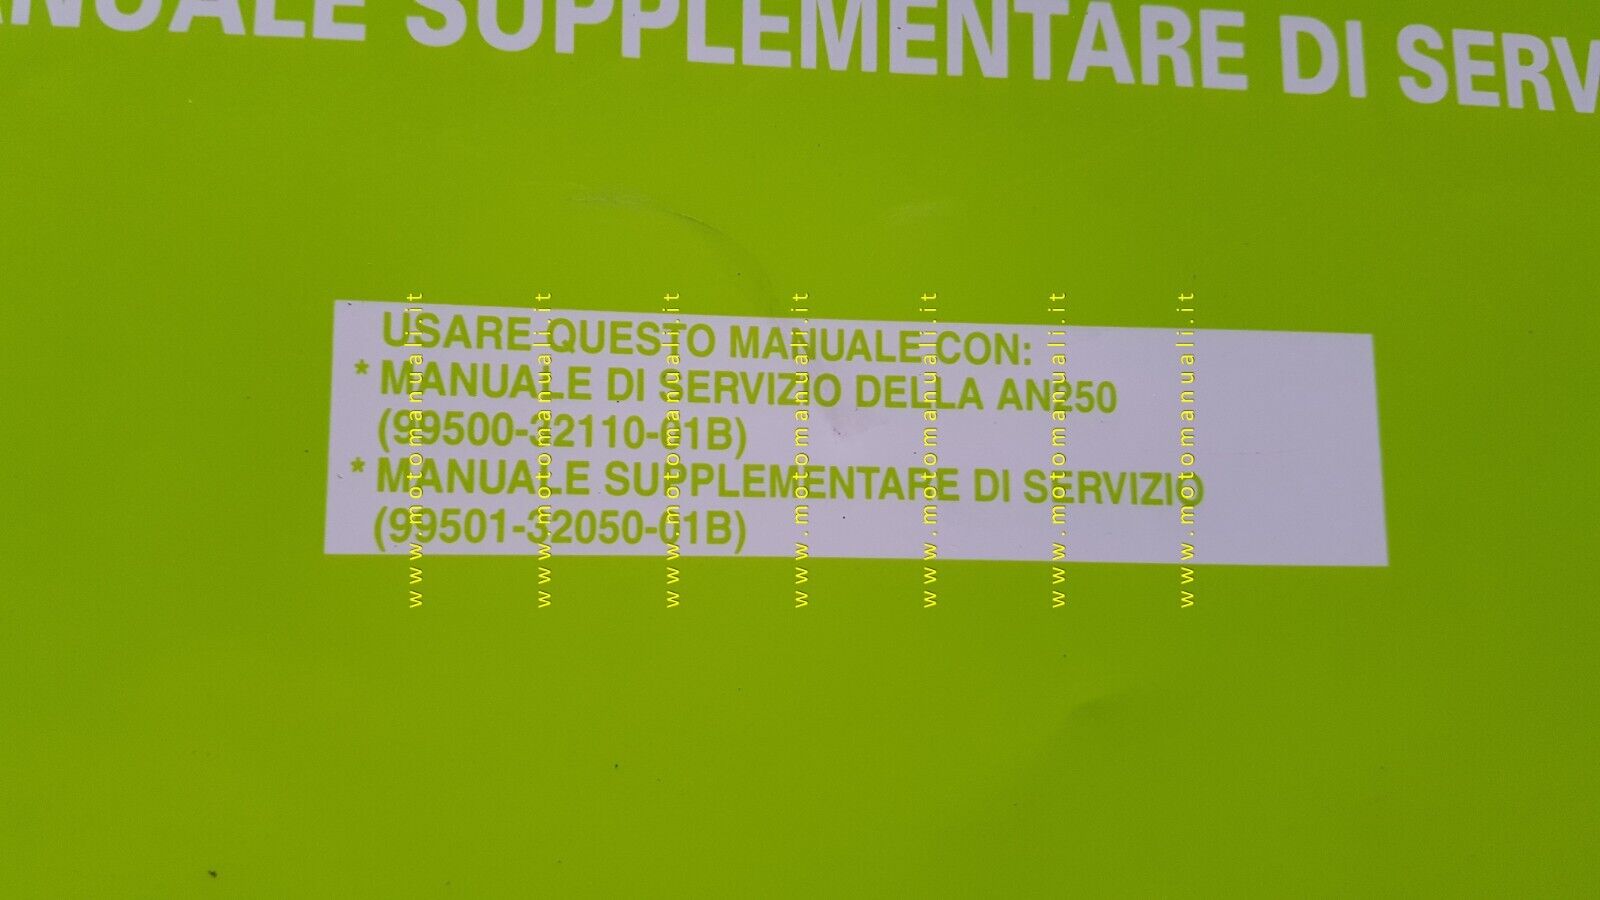 ANUALE SUPPLEMENTARE DI SERV
USARE QUESTO MANUALE CON:
* MANUALE DI SERVIZIO DELLA AN250
(99500-32110-01B)
* MANUALE SUPPLEMENTARE DI SERVIZIO
(99501-32050-01B)
www.motomanuali.it
www.motomanuali.it
www.motomanuali.it
www.motomanuali.it
www.motomanuali.it
www.motomanuali.it
www.motomanuali.it